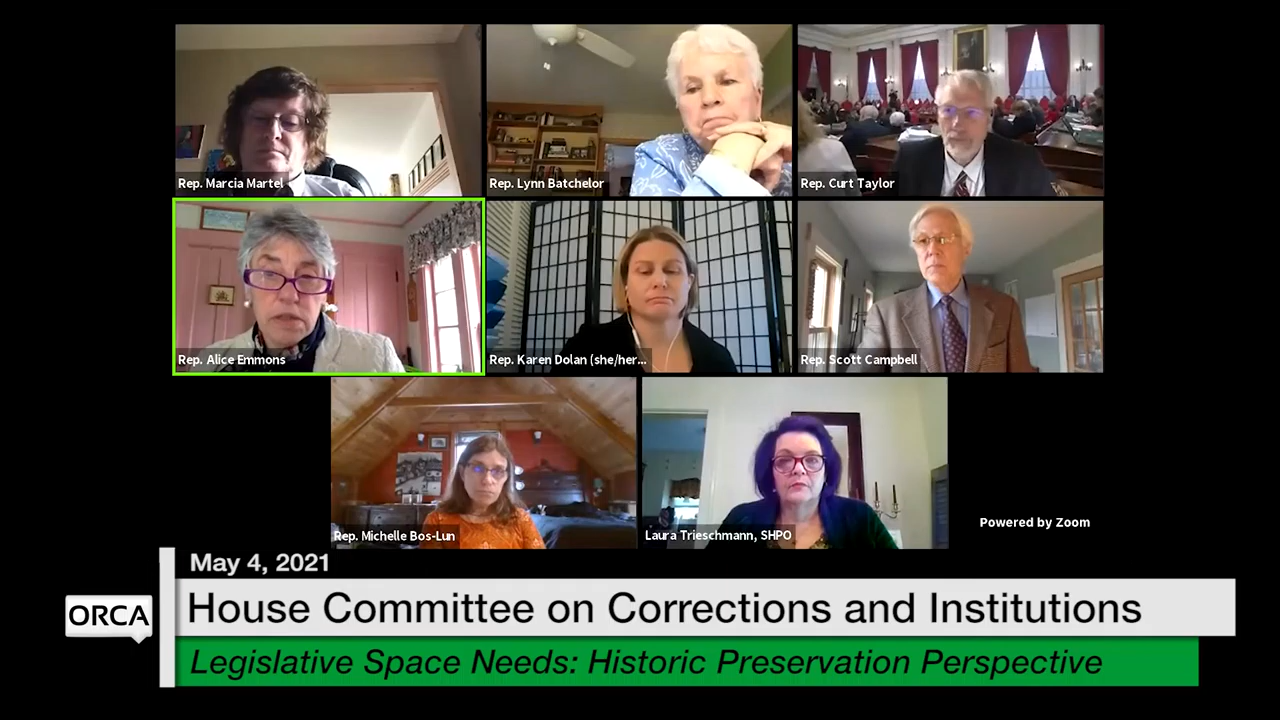 Rep. Marcia Martel
Rep. Lynn Batchelor
Rep. Curt Taylor
Rep. Alice Emmons
Rep. Karen Dolan (she/her...
Rep. Scott Campbell
Rep. Michelle Bos-Lun
Laura Trieschmann, SHPO
Powered by Zoom
May 4, 2021
ORCA
House Committee on Corrections and Institutions
Legislative Space Needs: Historic Preservation Perspective